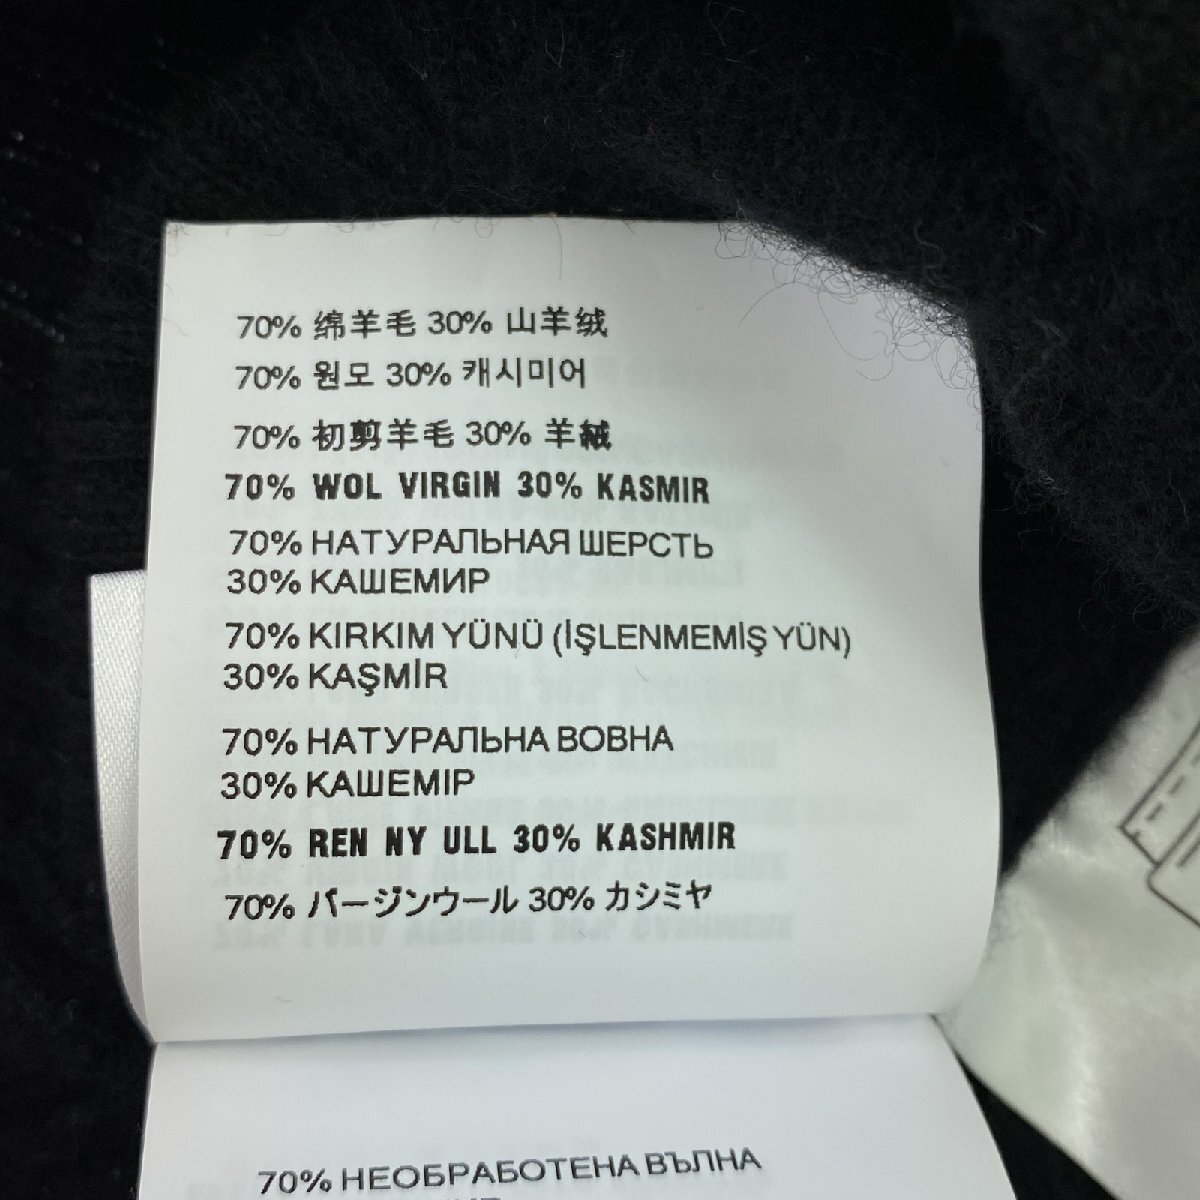 70% 绵羊毛 30% 山羊绒
70% 원모 30% 캐시미어
70% 初剪羊毛 30% 羊絨
70% WOL VIRGIN 30% KASMIR
70% НАТУРАЛЬНАЯ ШЕРСТЬ
30% КАШЕМИР
70% KIRKIM YÜNÜ (İŞLENMEMİŞ YÜN)
30% KAŞMİR
70% НАТУРАЛЬНА ВОВНА
30% КАШЕМІР
70% REN NY ULL 30% KASHMIR
70% バージンウール 30% カシミヤ
70% НЕОБРАБОТЕНА ВЪЛНА